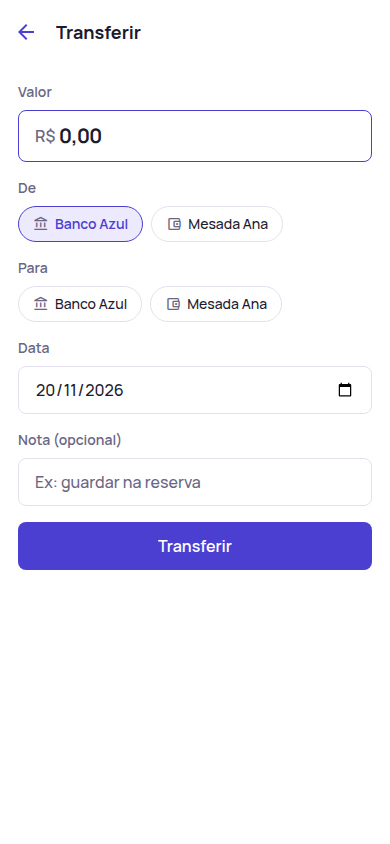 Transferir
Valor
R$ 0,00
De
Banco Azul Mesada Ana
Para
Banco Azul Mesada Ana
Data
20/11/2026
Nota (opcional)
Ex: guardar na reserva
Transferir